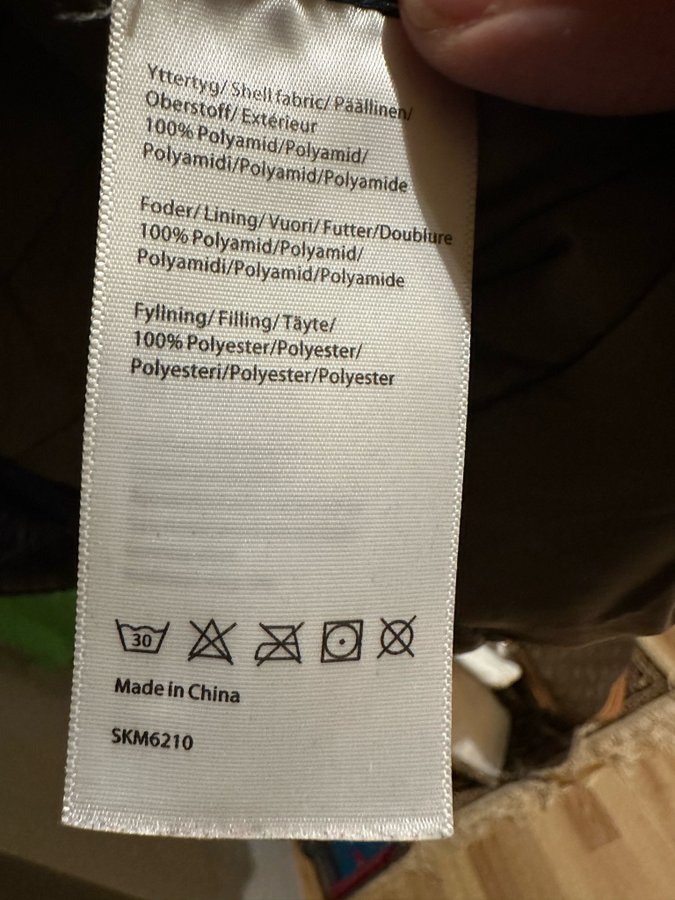 Yttertyg/ Shell fabric/ Päällinen/
Oberstoff/ Extérieur
100% Polyamid/Polyamid/
Polyamidi/Polyamid/Polyamide
Foder/ Lining/ Vuori/ Futter/Doublure
100% Polyamid/Polyamid/
Polyamidi/Polyamid/Polyamide
Fyllning/ Filling/ Täyte/
100% Polyester/Polyester/
Polyesteri/Polyester/Polyester
30
Made in China
SKM6210